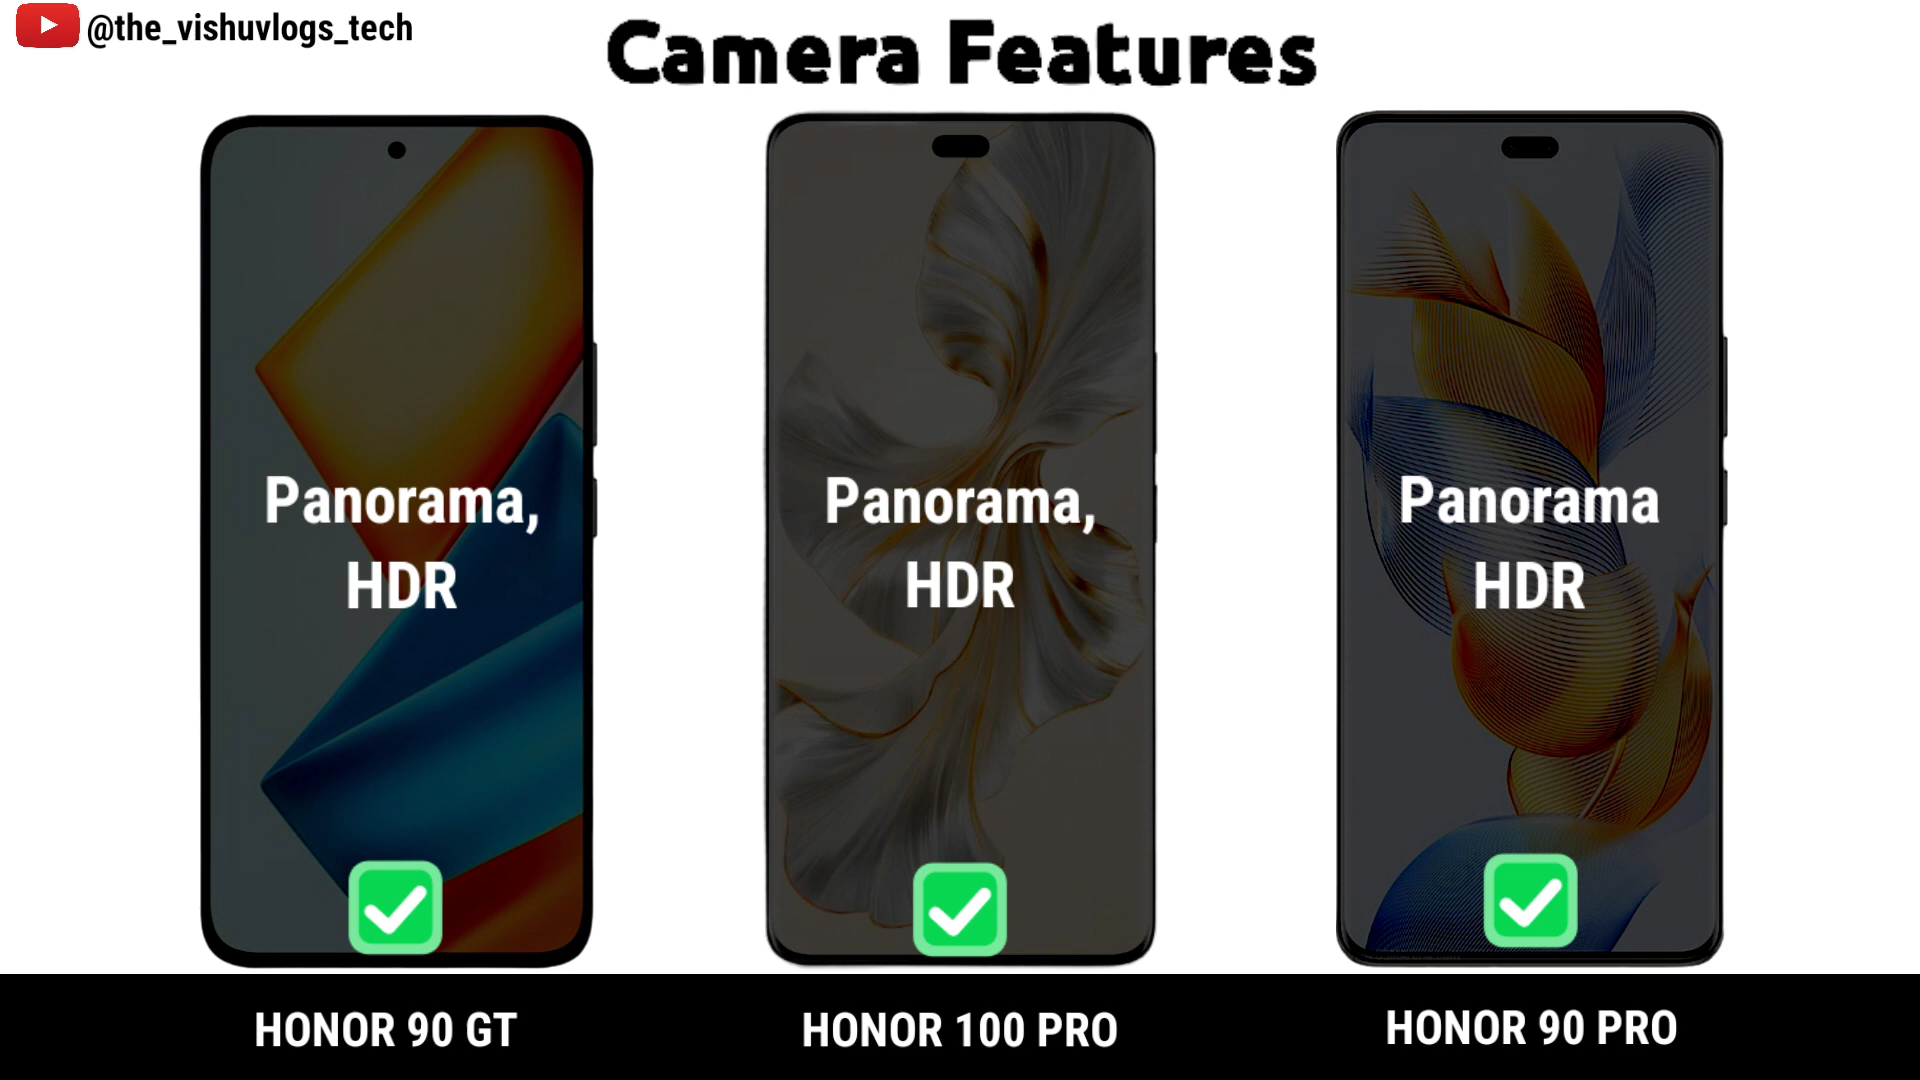 @the_vishuvlogs_tech
Camera Features
Panorama,
HDR
Panorama,
HDR
Panorama
HDR
HONOR 90 GT
HONOR 100 PRO
HONOR 90 PRO